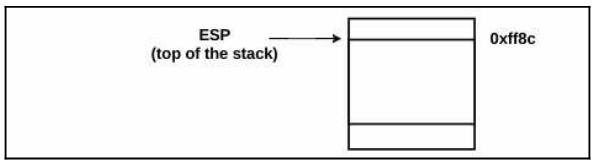 ESP
(top of the stack)
0xff8c